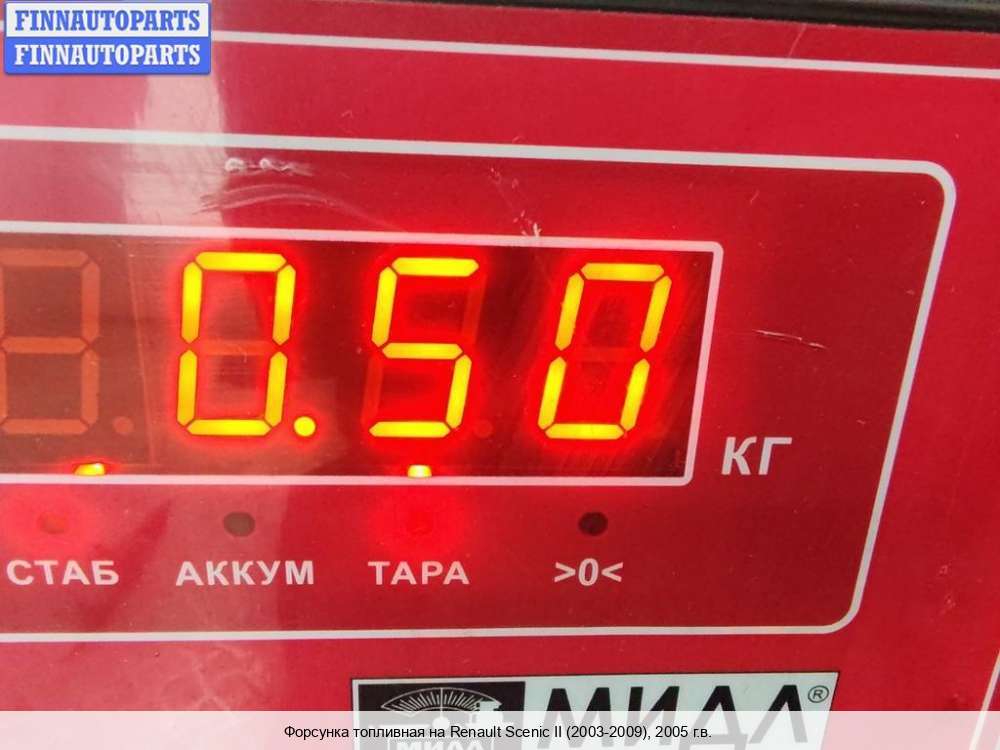 FINNAUTOPARTS
FINNAUTOPARTS
0.50
КГ
СТАБ АККУМ ТАРА >0<
МИДЛ®
МИДЛ
Форсунка топливная на Renault Scenic II (2003-2009), 2005 г.в.